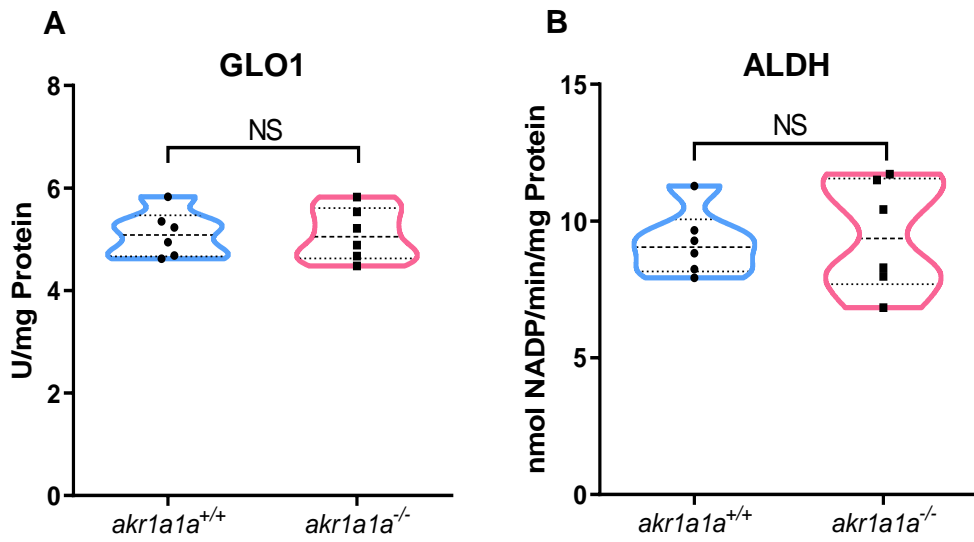 A
GLO1
U/mg Protein
8
6
4
2
0
NS
akr1a1a+/+
akr1a1a-/-
B
ALDH
nmol NADP/min/mg Protein
15
10
5
0
NS
akr1a1a+/+
akr1a1a-/-